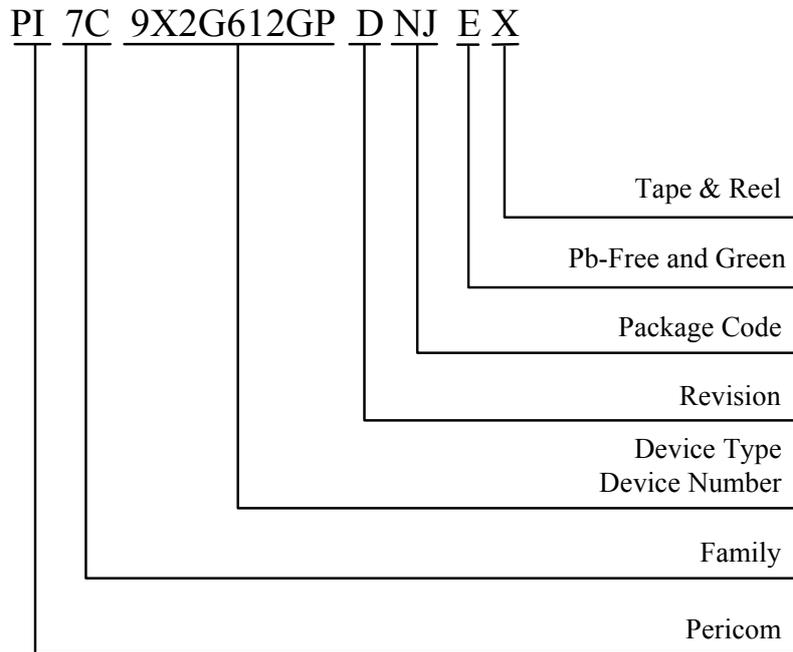 PI 7C 9X2G612GP D NJ E X
Tape & Reel
Pb-Free and Green
Package Code
Revision
Device Type
Device Number
Family
Pericom